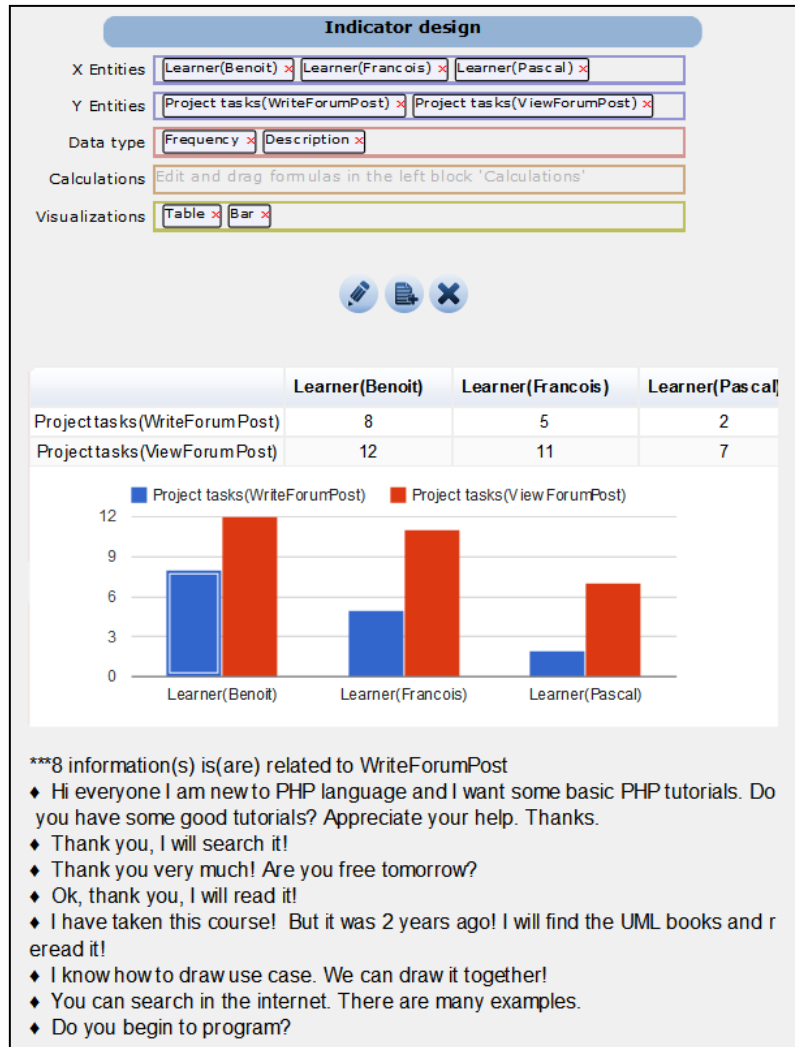 Indicator design
X Entities Learner(Benoit) x Learner(Francois) x Learner(Pascal) x
Y Entities Project tasks(WriteForumPost) x Project tasks(ViewForumPost) x
Data type Frequency x Description x
Calculations Edit and drag formulas in the left block 'Calculations'
Visualizations Table x Bar x
Learner(Benoit) Learner(Francois) Learner(Pascal)
Project tasks(WriteForumPost) 8 5 2
Project tasks(ViewForumPost) 12 11 7
Project tasks(WriteForumPost) Project tasks(ViewForumPost)
12
9
6
3
0
Learner(Benoit) Learner(Francois) Learner(Pascal)
***8 information(s) is(are) related to WriteForumPost
♦ Hi everyone I am new to PHP language and I want some basic PHP tutorials. Do
you have some good tutorials? Appreciate your help. Thanks.
♦ Thank you, I will search it!
♦ Thank you very much! Are you free tomorrow?
♦ Ok, thank you, I will read it!
♦ I have taken this course! But it was 2 years ago! I will find the UML books and r
eread it!
♦ I know how to draw use case. We can draw it together!
♦ You can search in the internet. There are many examples.
♦ Do you begin to program?